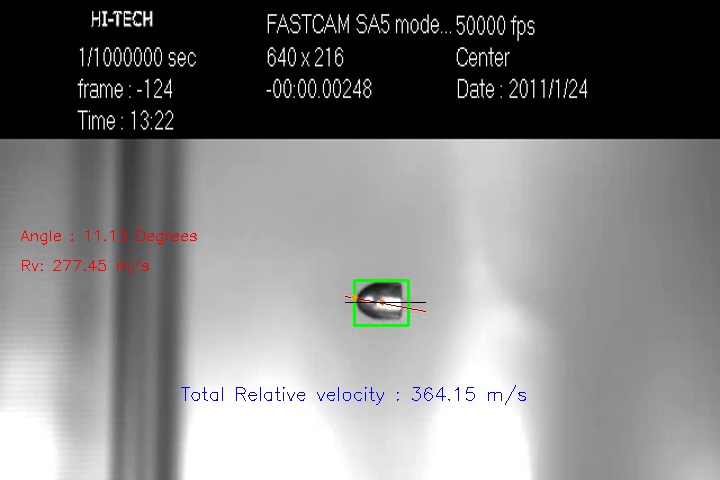 HI-TECH FASTCAM SA5 mode... 50000 fps
1/1000000 sec 640 x 216 Center
frame : -124 -00:00.00248 Date : 2011/1/24
Time : 13:22
Angle : 11.13 Degrees
Rv: 277.45 m/s
Total Relative velocity : 364.15 m/s